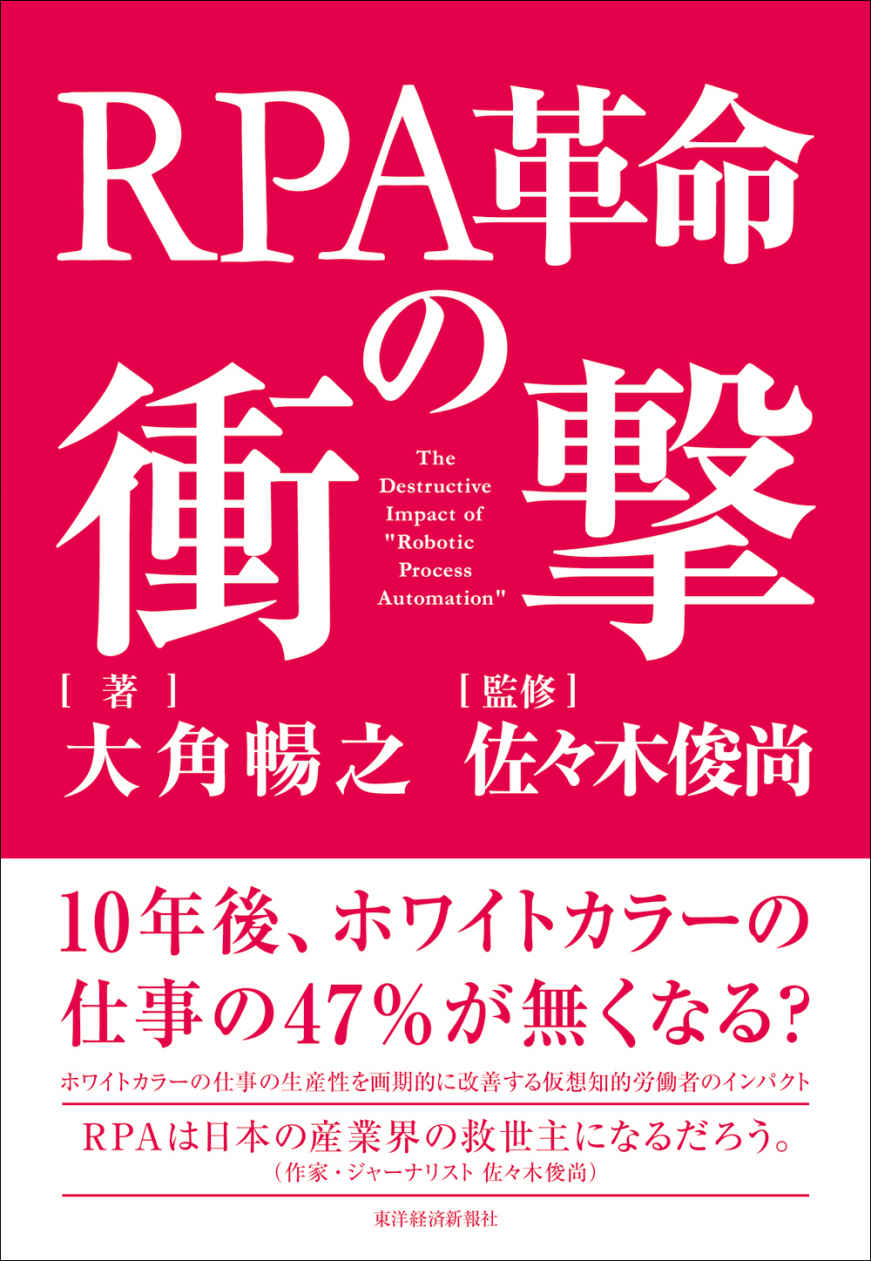 RPA革命
の
衝撃
The
Destructive
Impact of
"Robotic
Process
Automation"
[著]
大角暢之
[監修]
佐々木俊尚
10年後、ホワイトカラーの
仕事の47%が無くなる?
ホワイトカラーの仕事の生産性を画期的に改善する仮想知的労働者のインパクト
RPAは日本の産業界の救世主になるだろう。
(作家・ジャーナリスト 佐々木俊尚)
東洋経済新報社